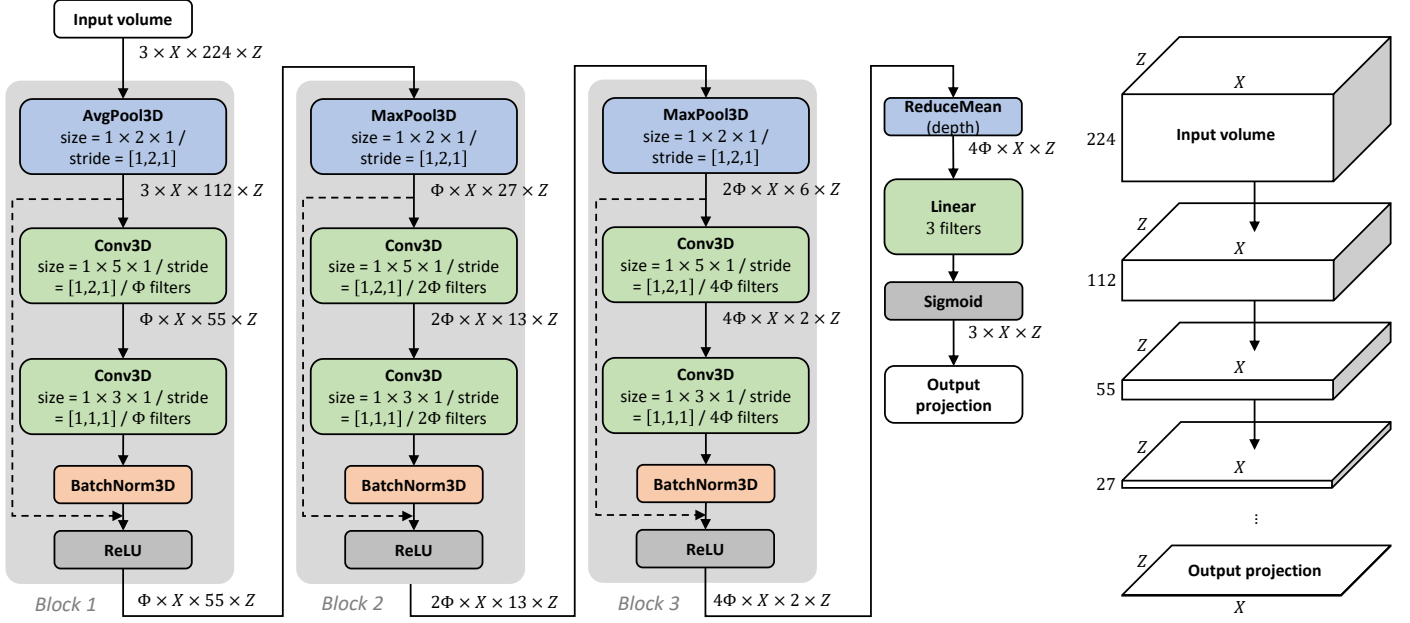 Input volume
3 × X × 224 × Z
AvgPool3D
size = 1 × 2 × 1 /
stride = [1,2,1]
3 × X × 112 × Z
Conv3D
size = 1 × 5 × 1 / stride
= [1,2,1] / Φ filters
Φ × X × 55 × Z
Conv3D
size = 1 × 3 × 1 / stride
= [1,1,1] / Φ filters
BatchNorm3D
ReLU
Block 1
Φ × X × 55 × Z
MaxPool3D
size = 1 × 2 × 1 /
stride = [1,2,1]
Φ × X × 27 × Z
Conv3D
size = 1 × 5 × 1 / stride
= [1,2,1] / 2Φ filters
2Φ × X × 13 × Z
Conv3D
size = 1 × 3 × 1 / stride
= [1,1,1] / 2Φ filters
BatchNorm3D
ReLU
Block 2
2Φ × X × 13 × Z
MaxPool3D
size = 1 × 2 × 1 /
stride = [1,2,1]
2Φ × X × 6 × Z
Conv3D
size = 1 × 5 × 1 / stride
= [1,2,1] / 4Φ filters
4Φ × X × 2 × Z
Conv3D
size = 1 × 3 × 1 / stride
= [1,1,1] / 4Φ filters
BatchNorm3D
ReLU
Block 3
4Φ × X × 2 × Z
ReduceMean
(depth)
4Φ × X × Z
Linear
3 filters
Sigmoid
3 × X × Z
Output
projection
Z
X
224
Input volume
Z
X
112
Z
X
55
Z
X
27
...
Z
Output projection
X